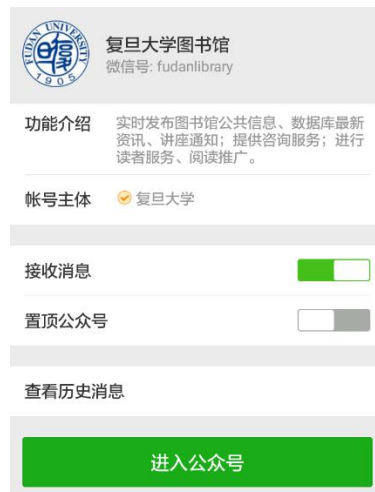 FUDAN UNIVERSITY
1905
复旦大学图书馆
微信号: fudanlibrary
功能介绍
实时发布图书馆公共信息、数据库最新
资讯、讲座通知；提供咨询服务；进行
读者服务、阅读推广。
帐号主体
复旦大学
接收消息
置顶公众号
查看历史消息
进入公众号